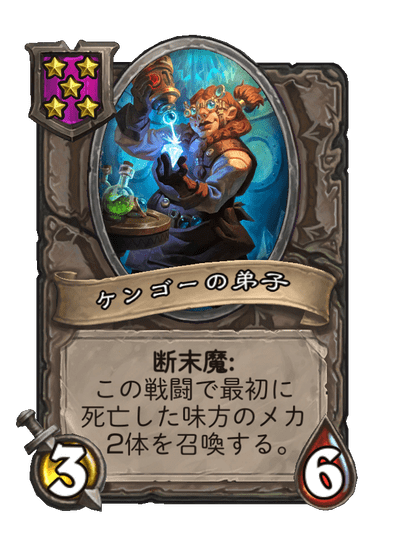 ケンゴーの弟子
断末魔:
この戦闘で最初に
死亡した味方のメカ
2体を召喚する。
3
6